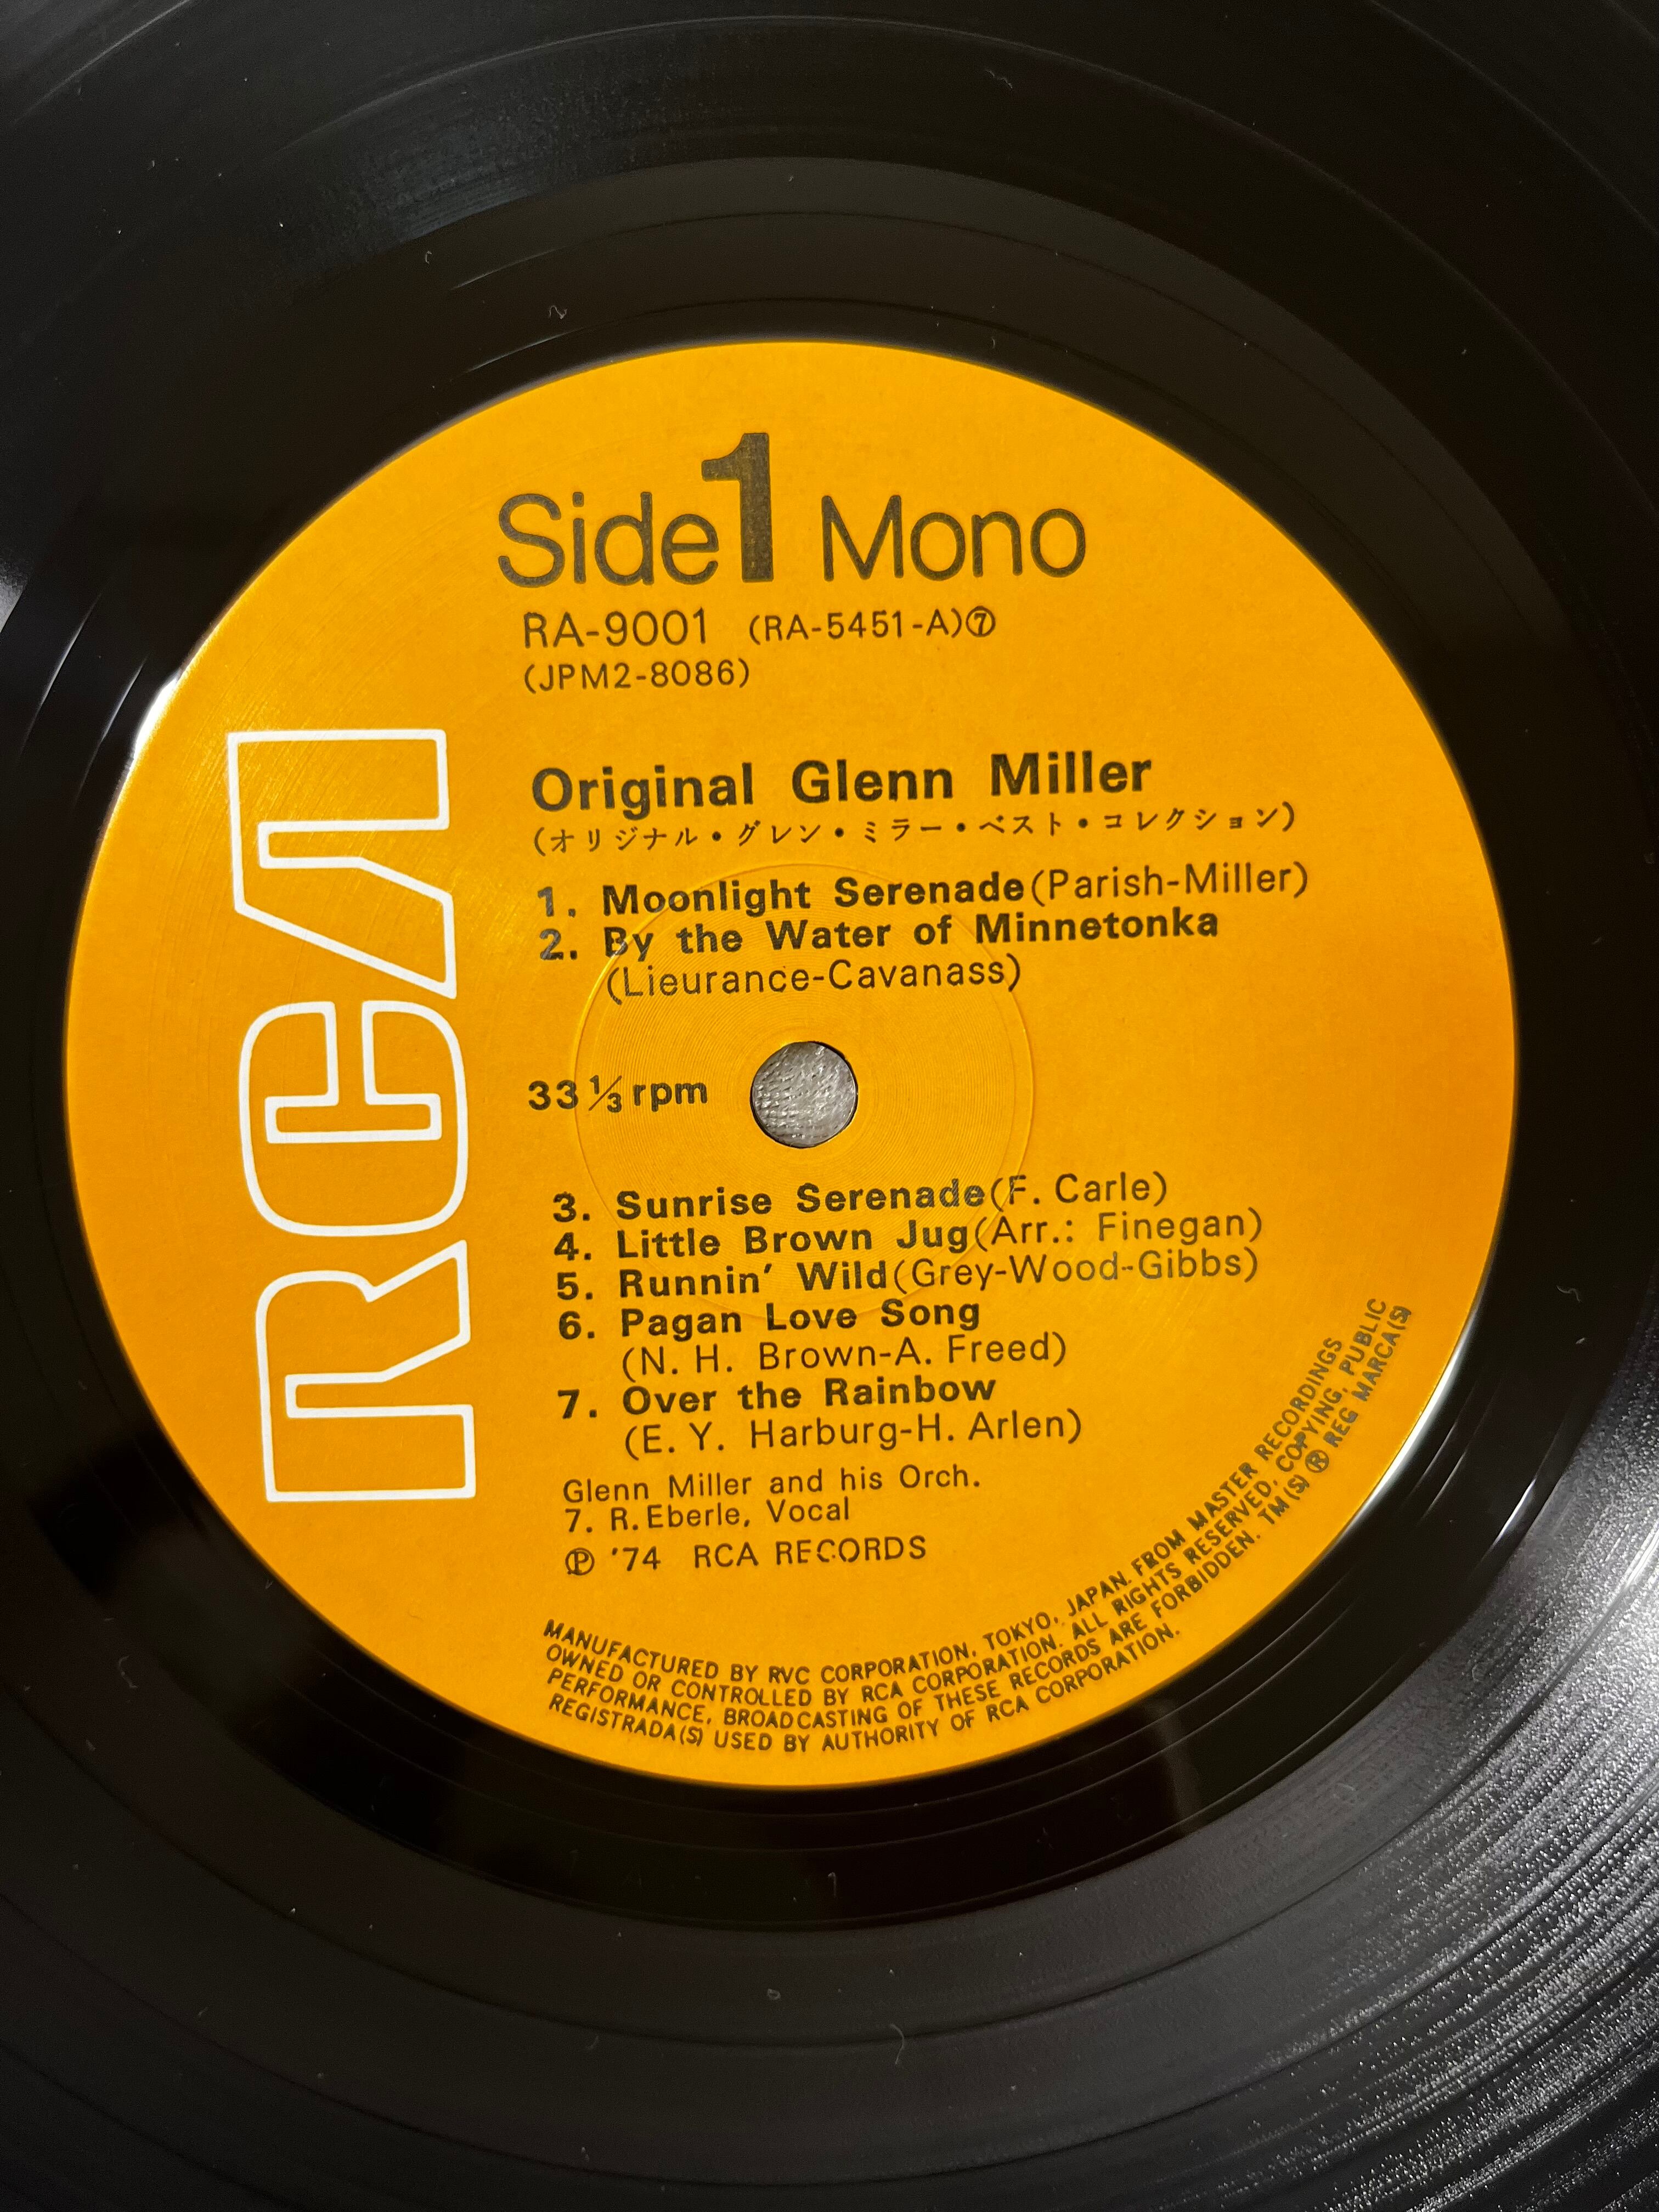 Side 1 Mono
RA-9001 (RA-5451-A)⑦
(JPM2-8086)
RCA
Original Glenn Miller
(オリジナル・グレン・ミラー・ベスト・コレクション)
1. Moonlight Serenade(Parish-Miller)
2. By the Water of Minnetonka
(Lieurance-Cavanass)
33⅓rpm
3. Sunrise Serenade(F. Carle)
4. Little Brown Jug(Arr.: Finegan)
5. Runnin' Wild(Grey-Wood-Gibbs)
6. Pagan Love Song
(N. H. Brown-A. Freed)
7. Over the Rainbow
(E. Y. Harburg-H. Arlen)
Glenn Miller and his Orch.
7. R.Eberle, Vocal
Ⓟ '74 RCA RECORDS
MANUFACTURED BY RVC CORPORATION, TOKYO, JAPAN. FROM MASTER RECORDINGS
OWNED OR CONTROLLED BY RCA CORPORATION. ALL RIGHTS RESERVED, COPYING, PUBLIC
PERFORMANCE, BROADCASTING OF THESE RECORDS ARE FORBIDDEN. TM(S) ® REG MARCA(S)
REGISTRADA(S) USED BY AUTHORITY OF RCA CORPORATION.